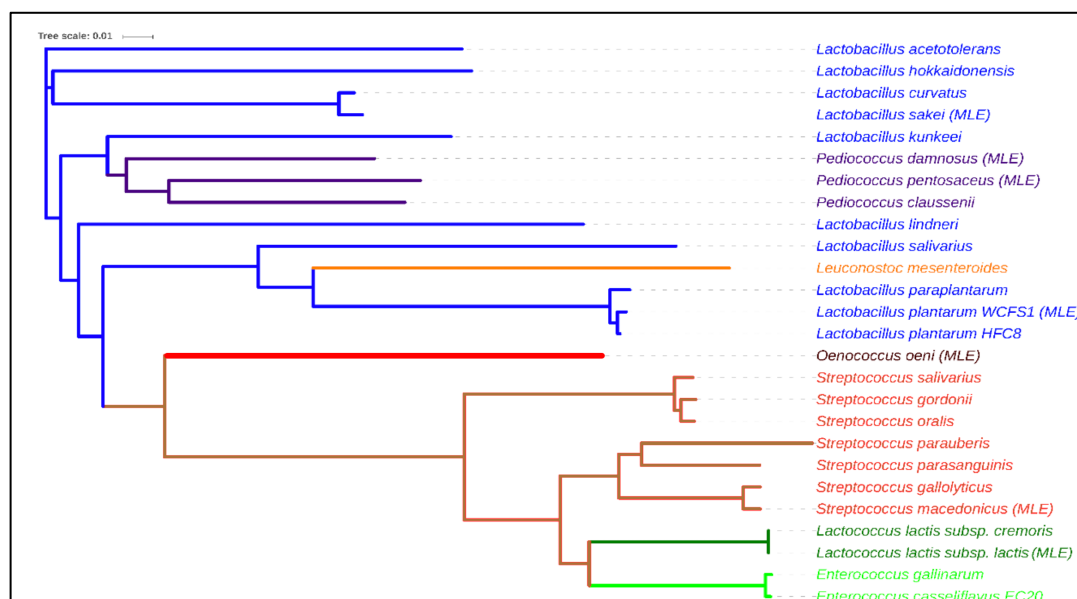 Tree scale: 0.01
Lactobacillus acetotolerans
Lactobacillus hokkaidonensis
Lactobacillus curvatus
Lactobacillus sakei (MLE)
Lactobacillus kunkeei
Pediococcus damnosus (MLE)
Pediococcus pentosaceus (MLE)
Pediococcus claussenii
Lactobacillus lindneri
Lactobacillus salivarius
Leuconostoc mesenteroides
Lactobacillus paraplantarum
Lactobacillus plantarum WCFS1 (MLE)
Lactobacillus plantarum HFC8
Oenococcus oeni (MLE)
Streptococcus salivarius
Streptococcus gordonii
Streptococcus oralis
Streptococcus parauberis
Streptococcus parasanguinis
Streptococcus gallolyticus
Streptococcus macedonicus (MLE)
Lactococcus lactis subsp. cremoris
Lactococcus lactis subsp. lactis (MLE)
Enterococcus gallinarum
Enterococcus casseliflavus EC20